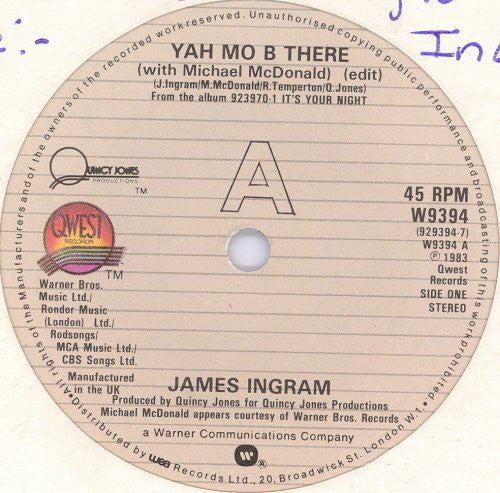 :-
Ind
All rights of the Manufacturers and/or the owners of the recorded work reserved. Unauthorised copying public performance and broadcasting of this work prohibited.
YAH MO B THERE
(with Michael McDonald) (edit)
(J.Ingram/M.McDonald/R.Temperton/Q.Jones)
From the album 923970-1 IT'S YOUR NIGHT
QUINCY JONES
PRODUCTIONS
TM
A
45 RPM
W9394
(929394-7)
W9394 A
℗ 1983
Qwest
Records
SIDE ONE
STEREO
QWEST
RECORDS
TM
Warner Bros.
Music Ltd./
Rondor Music
(London) Ltd./
Rodsongs/
MCA Music Ltd./
CBS Songs Ltd.
Manufactured
in the UK
JAMES INGRAM
Produced by Quincy Jones for Quincy Jones Productions
Michael McDonald appears courtesy of Warner Bros. Records
a Warner Communications Company
®
• Distributed by wea Records Ltd., 20, Broadwick St. London W1 •